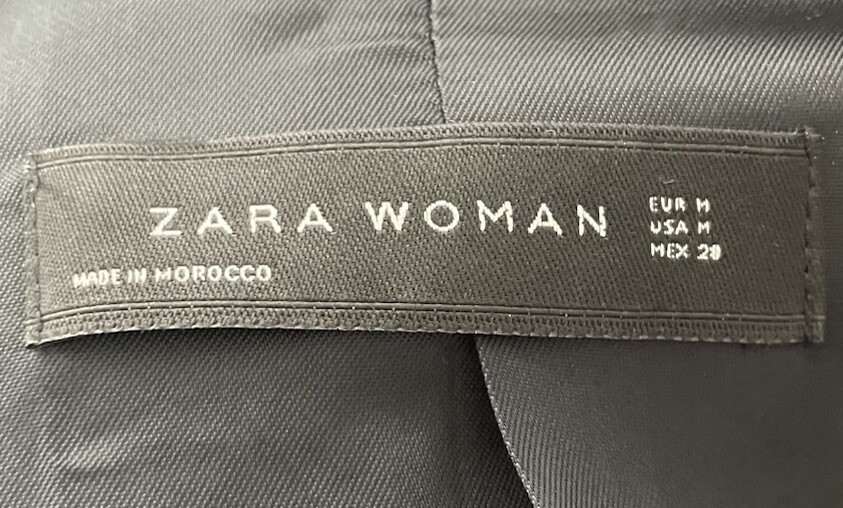 ZARA WOMAN
EUR M
USA M
MEX 28
MADE IN MOROCCO